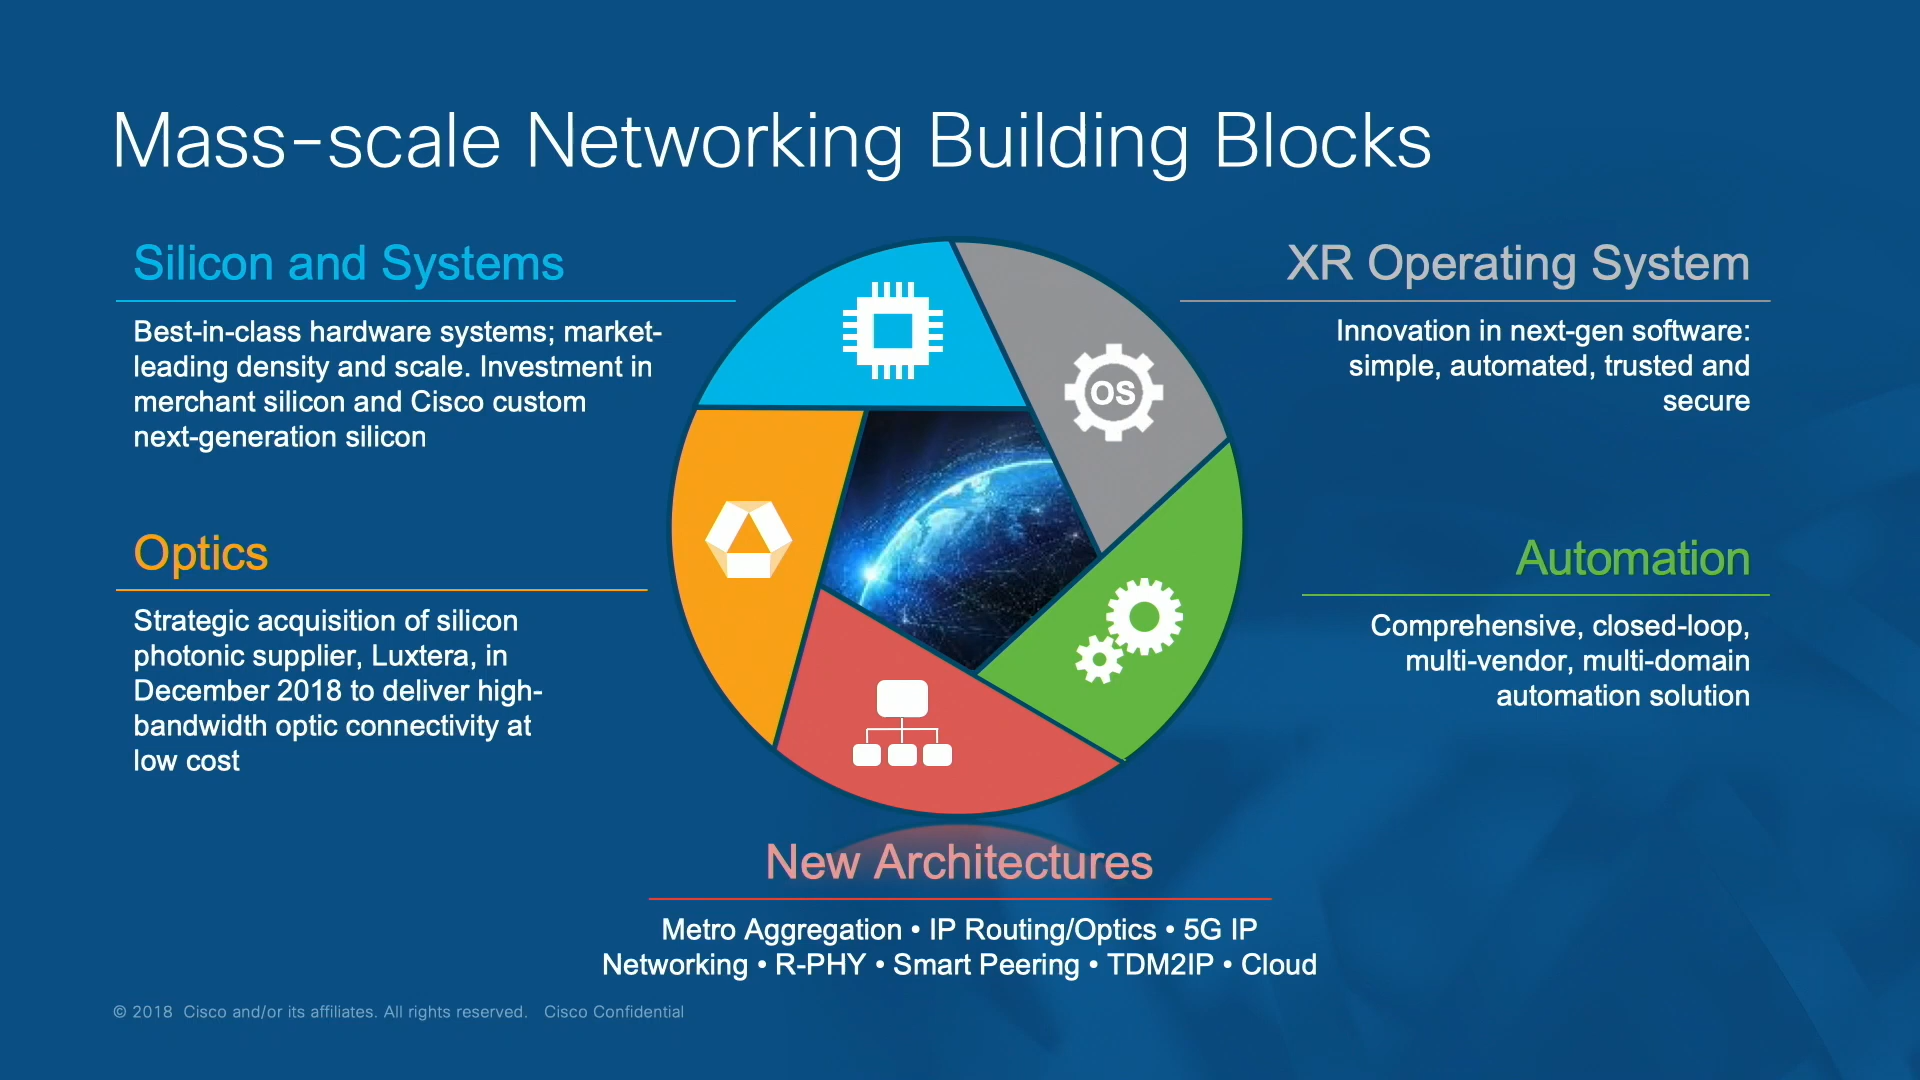 Mass-scale Networking Building Blocks
Silicon and Systems
Best-in-class hardware systems; market-
leading density and scale. Investment in
merchant silicon and Cisco custom
next-generation silicon
Optics
Strategic acquisition of silicon
photonic supplier, Luxtera, in
December 2018 to deliver high-
bandwidth optic connectivity at
low cost
OS
XR Operating System
Innovation in next-gen software:
simple, automated, trusted and
secure
Automation
Comprehensive, closed-loop,
multi-vendor, multi-domain
automation solution
New Architectures
Metro Aggregation • IP Routing/Optics • 5G IP
Networking • R-PHY • Smart Peering • TDM2IP • Cloud
© 2018 Cisco and/or its affiliates. All rights reserved. Cisco Confidential